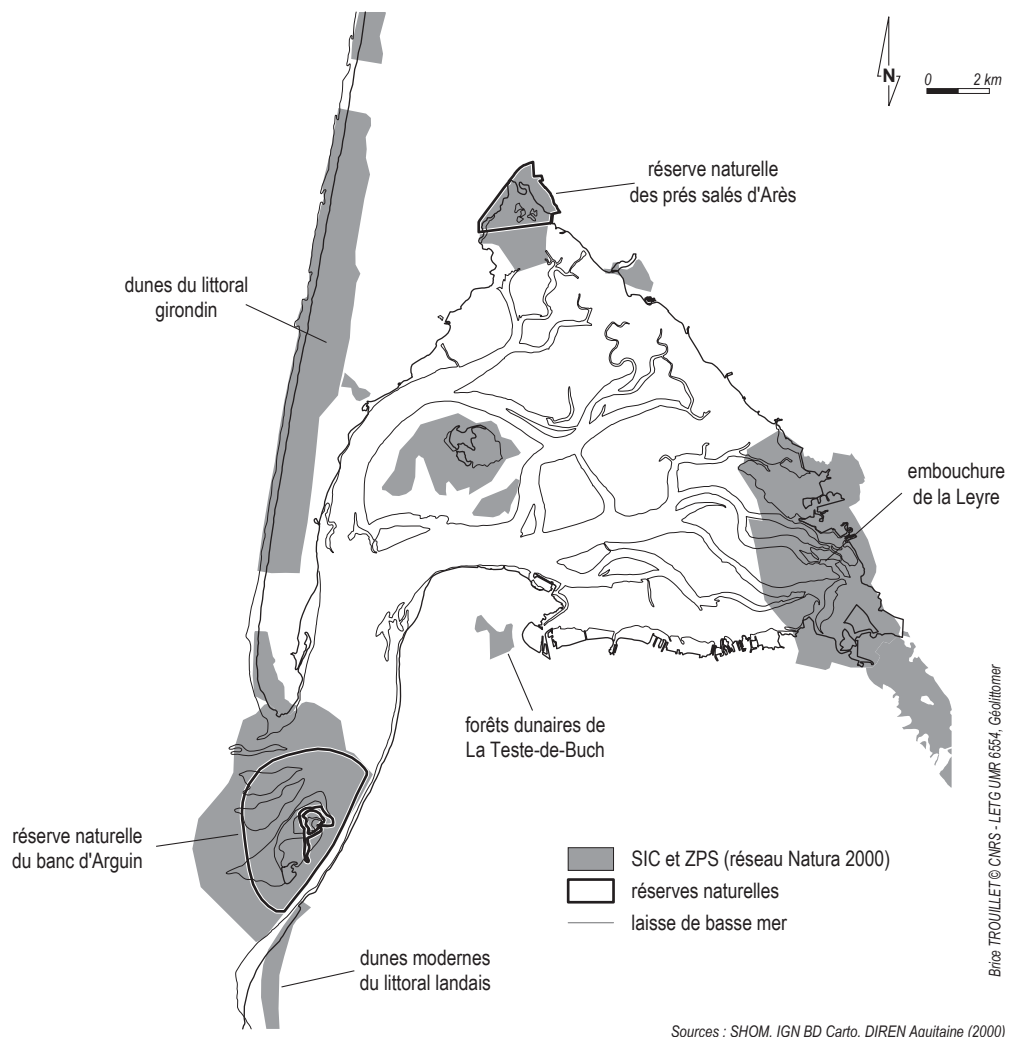 N
0 2 km
réserve naturelle
des prés salés d'Arès
dunes du littoral
girondin
embouchure
de la Leyre
forêts dunaires de
La Teste-de-Buch
réserve naturelle
du banc d'Arguin
SIC et ZPS (réseau Natura 2000)
réserves naturelles
laisse de basse mer
dunes modernes
du littoral landais
Brice TROUILLET © CNRS - LETG UMR 6554, Géolittomer
Sources : SHOM, IGN BD Carto, DIREN Aquitaine (2000)